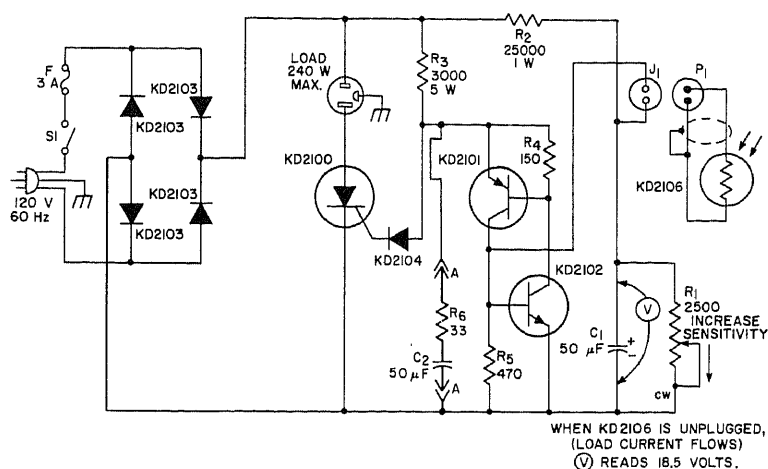 F
3 A
S1
120 V
60 Hz
KD2103
KD2103
KD2103
KD2103
LOAD
240 W
MAX.
KD2100
R3
3000
5 W
R2
25000
1 W
KD2104
KD2101
R4
150
KD2102
A
R6
33
C2
50 µF
A
R5
470
J1
P1
KD2106
V
C1
50 µF
+
-
R1
2500
INCREASE
SENSITIVITY
CW
WHEN KD2106 IS UNPLUGGED,
(LOAD CURRENT FLOWS)
V READS 18.5 VOLTS.